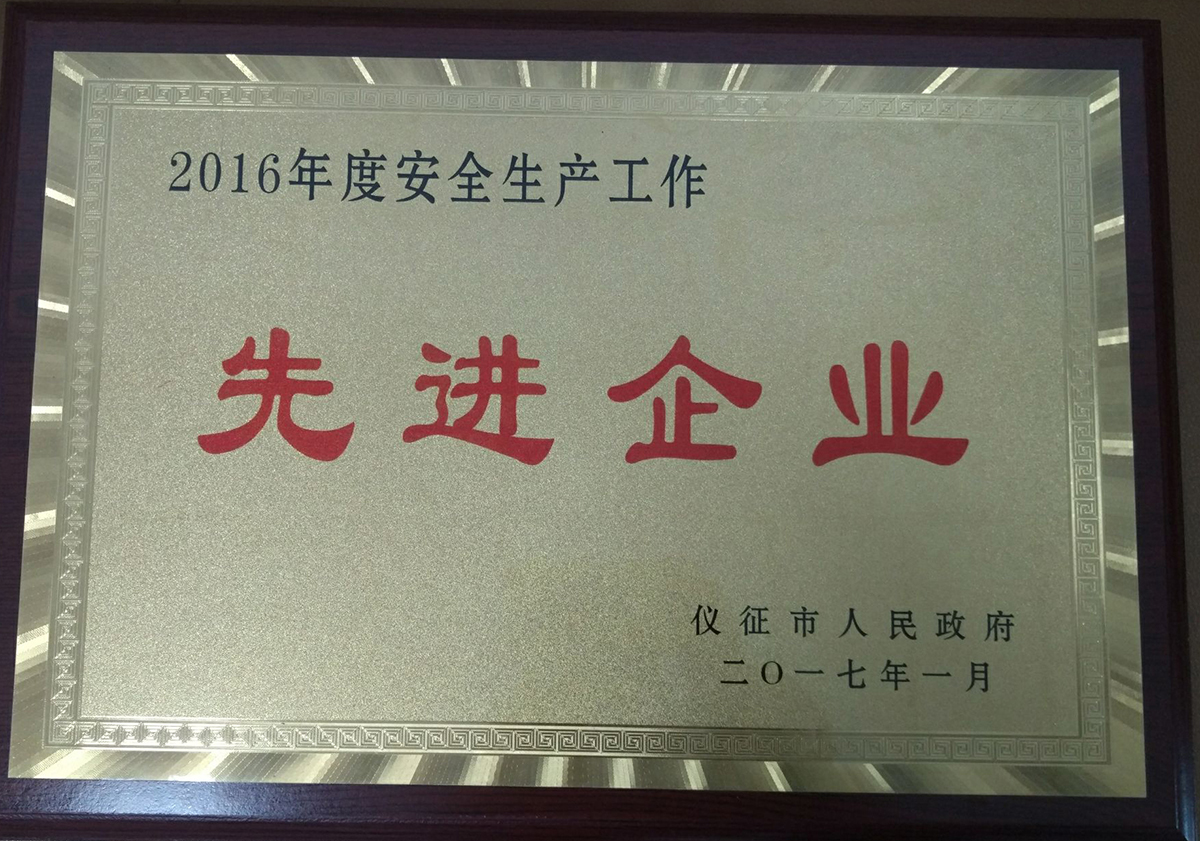 2016年度安全生产工作
先进企业
仪征市人民政府
二〇一七年一月